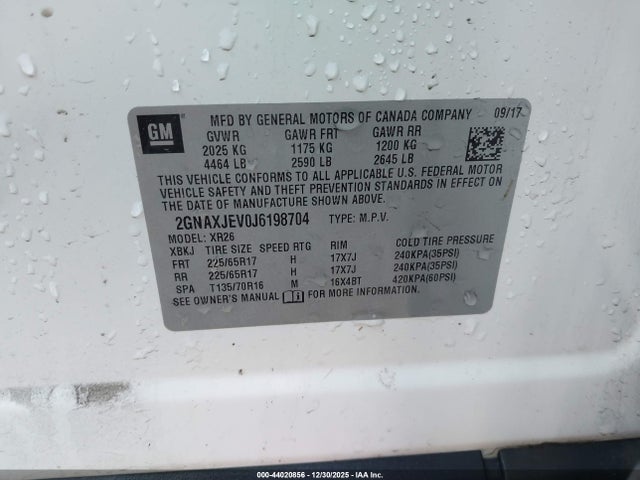 GM
MFD BY GENERAL MOTORS OF CANADA COMPANY 09/17
GVWR GAWR FRT GAWR RR
2025 KG 1175 KG 1200 KG
4464 LB 2590 LB 2645 LB
THIS VEHICLE CONFORMS TO ALL APPLICABLE U.S. FEDERAL MOTOR
VEHICLE SAFETY AND THEFT PREVENTION STANDARDS IN EFFECT ON
THE DATE OF MANUFACTURE SHOWN ABOVE.
2GNAXJEV0J6198704 TYPE: M.P.V.
MODEL: XR26
XBKJ TIRE SIZE SPEED RTG RIM COLD TIRE PRESSURE
FRT 225/65R17 H 17X7J 240KPA(35PSI)
RR 225/65R17 H 17X7J 240KPA(35PSI)
SPA T135/70R16 M 16X4BT 420KPA(60PSI)
SEE OWNER'S MANUAL FOR MORE INFORMATION.
000-44020856 - 12/30/2025 - IAA Inc.